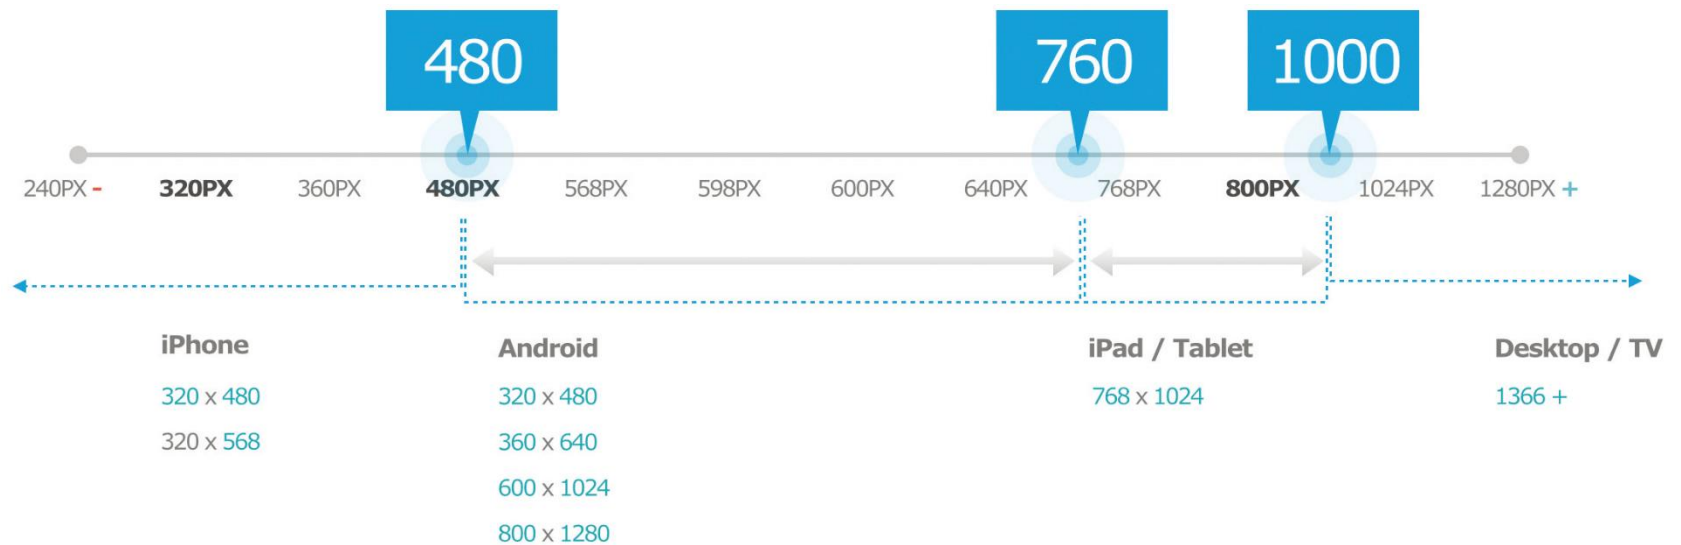 480 760 1000
240PX - 320PX 360PX 480PX 568PX 598PX 600PX 640PX 768PX 800PX 1024PX 1280PX +
iPhone
320 x 480
320 x 568
Android
320 x 480
360 x 640
600 x 1024
800 x 1280
iPad / Tablet
768 x 1024
Desktop / TV
1366 +